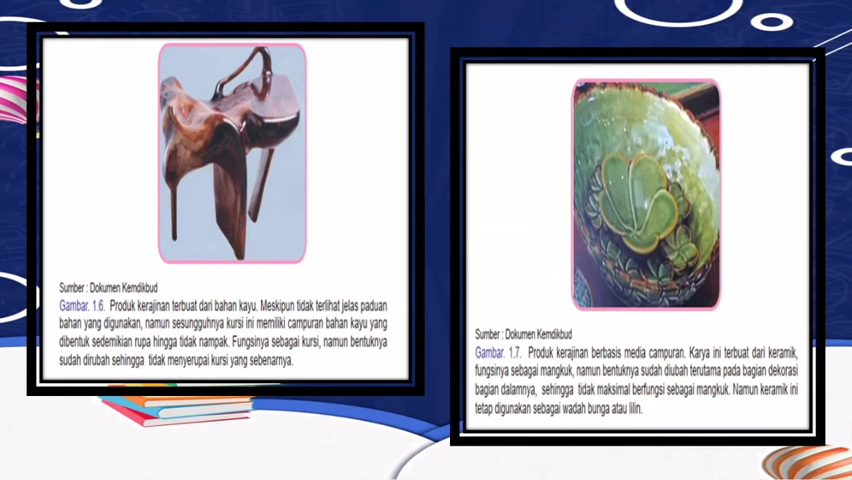 Sumber : Dokumen Kemdikbud
Gambar. 1.6. Produk kerajinan terbuat dari bahan kayu. Meskipun tidak terlihat jelas paduan
bahan yang digunakan, namun sesungguhnya kursi ini memiliki campuran bahan kayu yang
dibentuk sedemikian rupa hingga tidak nampak. Fungsinya sebagai kursi, namun bentuknya
sudah dirubah sehingga tidak menyerupai kursi yang sebenarnya.
Sumber : Dokumen Kemdikbud
Gambar. 1.7. Produk kerajinan berbasis media campuran. Karya ini terbuat dari keramik,
fungsinya sebagai mangkuk, namun bentuknya sudah diubah terutama pada bagian dekorasi
bagian dalamnya, sehingga tidak maksimal berfungsi sebagai mangkuk. Namun keramik ini
tetap digunakan sebagai wadah bunga atau lilin.